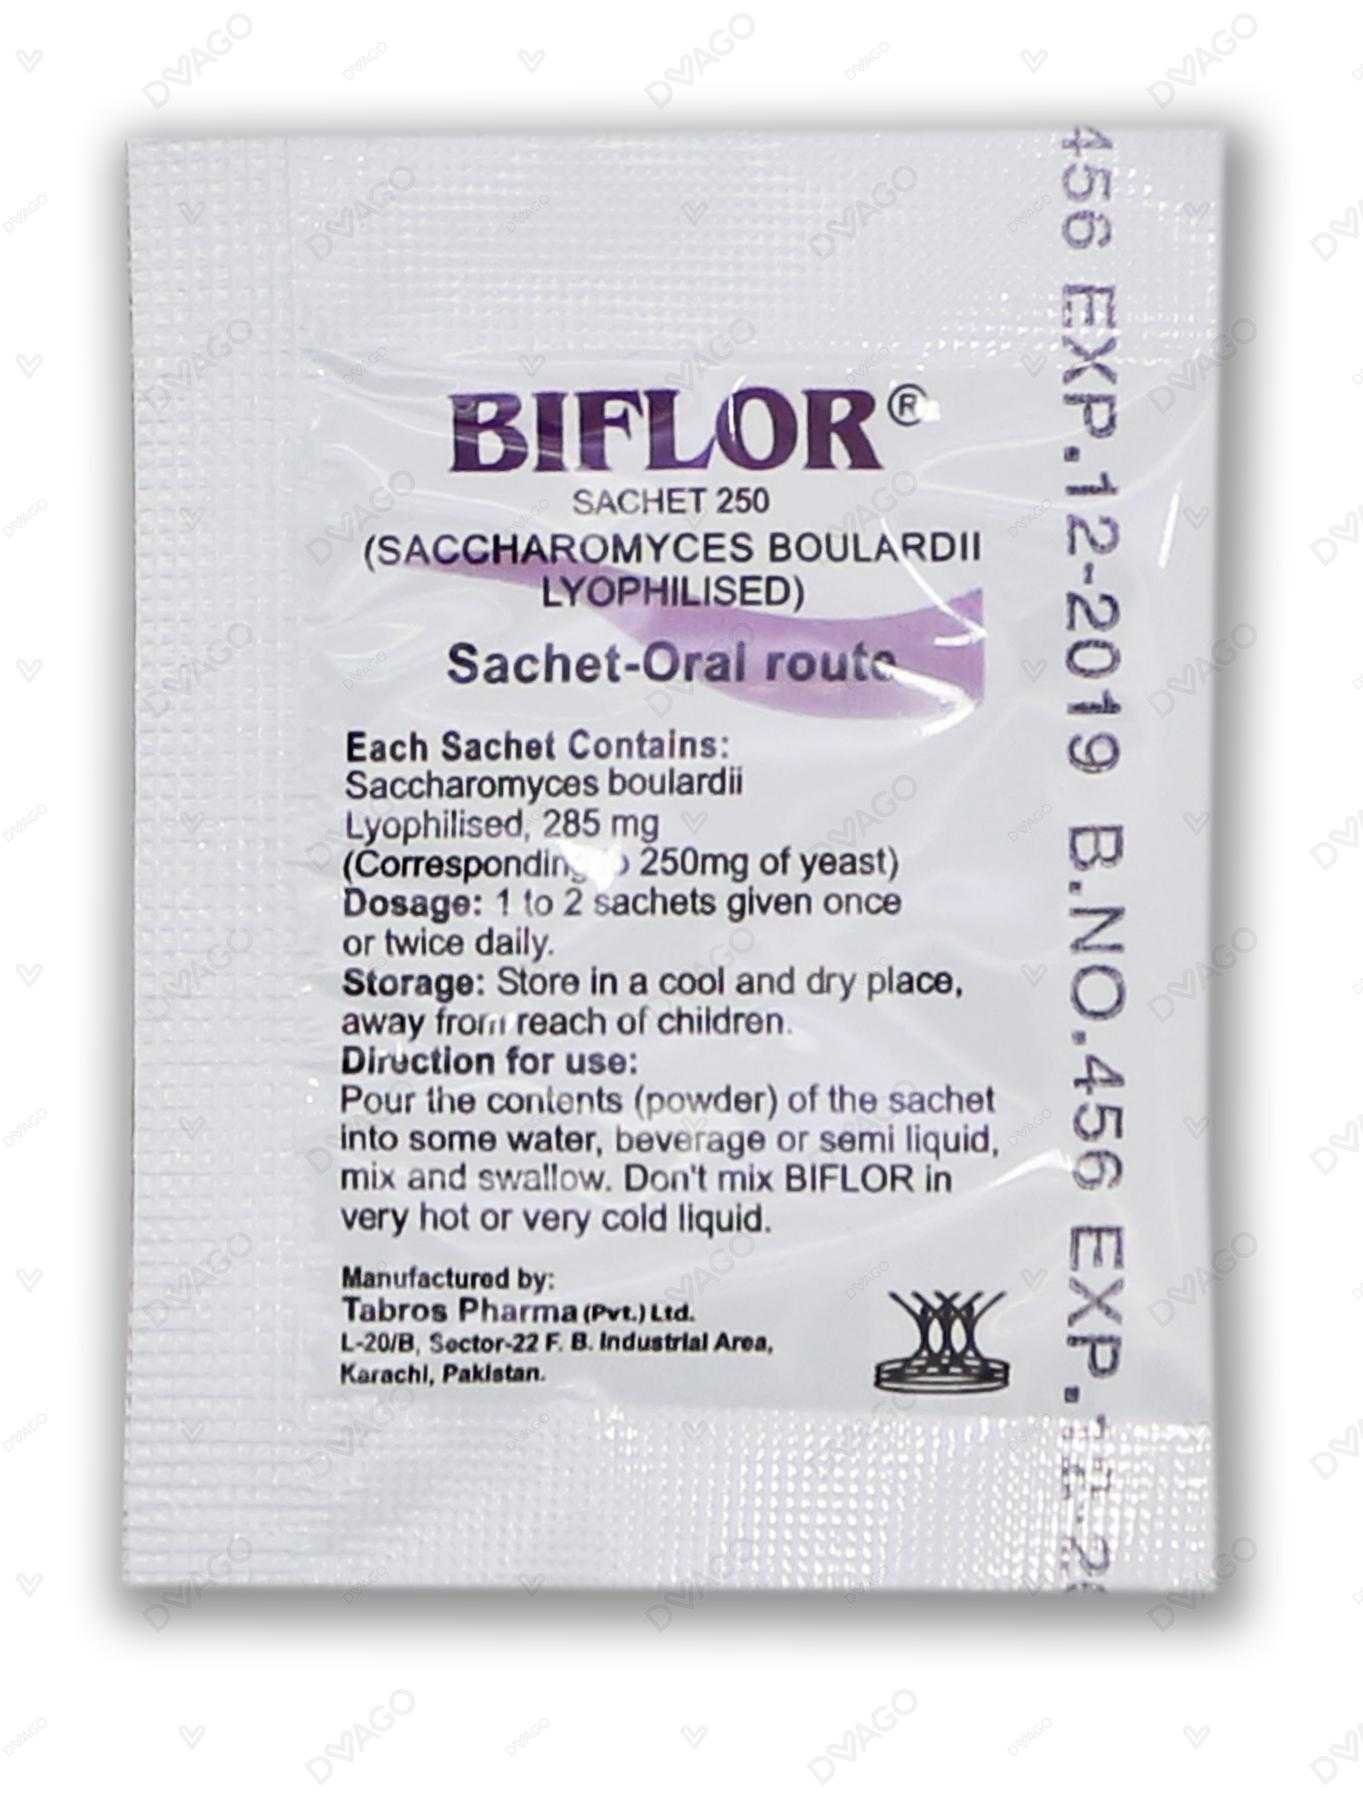 BIFLOR®
SACHET 250
(SACCHAROMYCES BOULARDII
LYOPHILISED)
Sachet-Oral route
Each Sachet Contains:
Saccharomyces boulardii
Lyophilised, 285 mg
(Corresponding 250mg of yeast)
Dosage: 1 to 2 sachets given once
or twice daily.
Storage: Store in a cool and dry place,
away from reach of children.
Direction for use:
Pour the contents (powder) of the sachet
into some water, beverage or semi liquid,
mix and swallow. Don't mix BIFLOR in
very hot or very cold liquid.
Manufactured by:
Tabros Pharma (Pvt.) Ltd.
L-20/B, Sector-22 F. B. Industrial Area,
Karachi, Pakistan.
456 EXP.12-2019 B.NO.456 EXP.
DVAGO